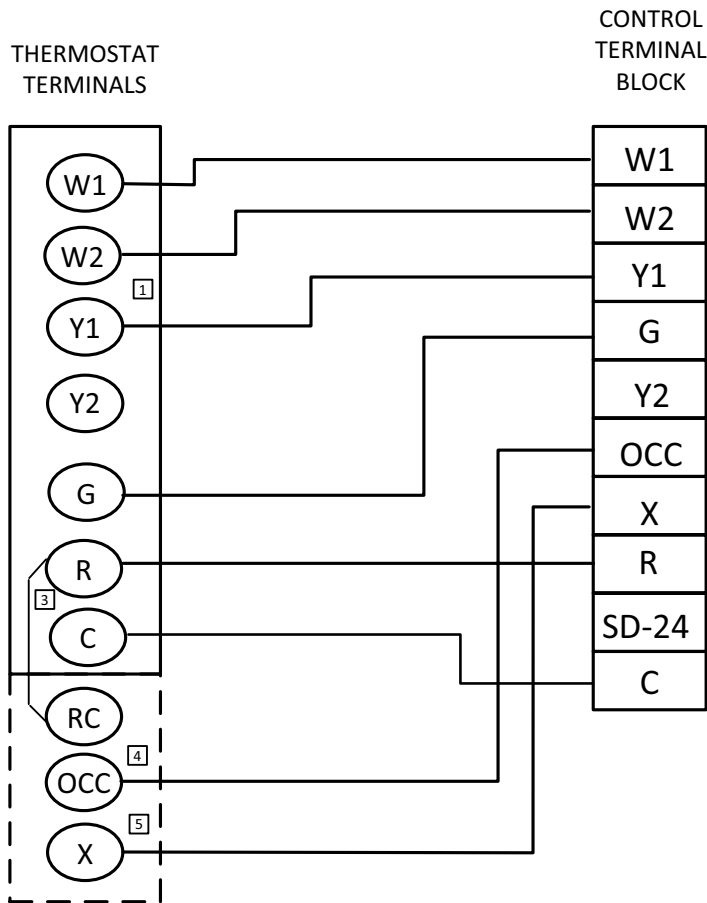 THERMOSTAT
TERMINALS
W1
W2
1
Y1
Y2
G
R
3
C
RC
4
OCC
5
X
CONTROL
TERMINAL
BLOCK
W1
W2
Y1
G
Y2
OCC
X
R
SD-24
C